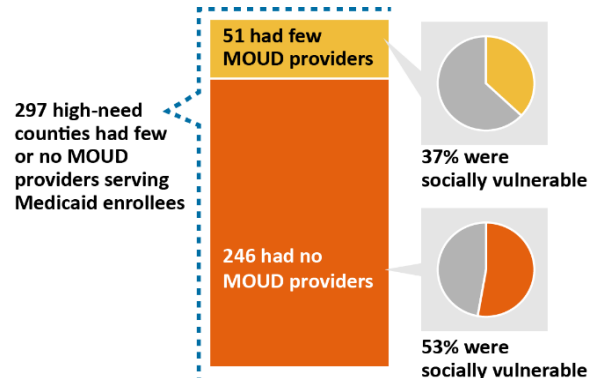 51 had few
MOUD providers
297 high-need
counties had few
or no MOUD
providers serving
Medicaid enrollees
37% were
socially vulnerable
246 had no
MOUD providers
53% were
socially vulnerable